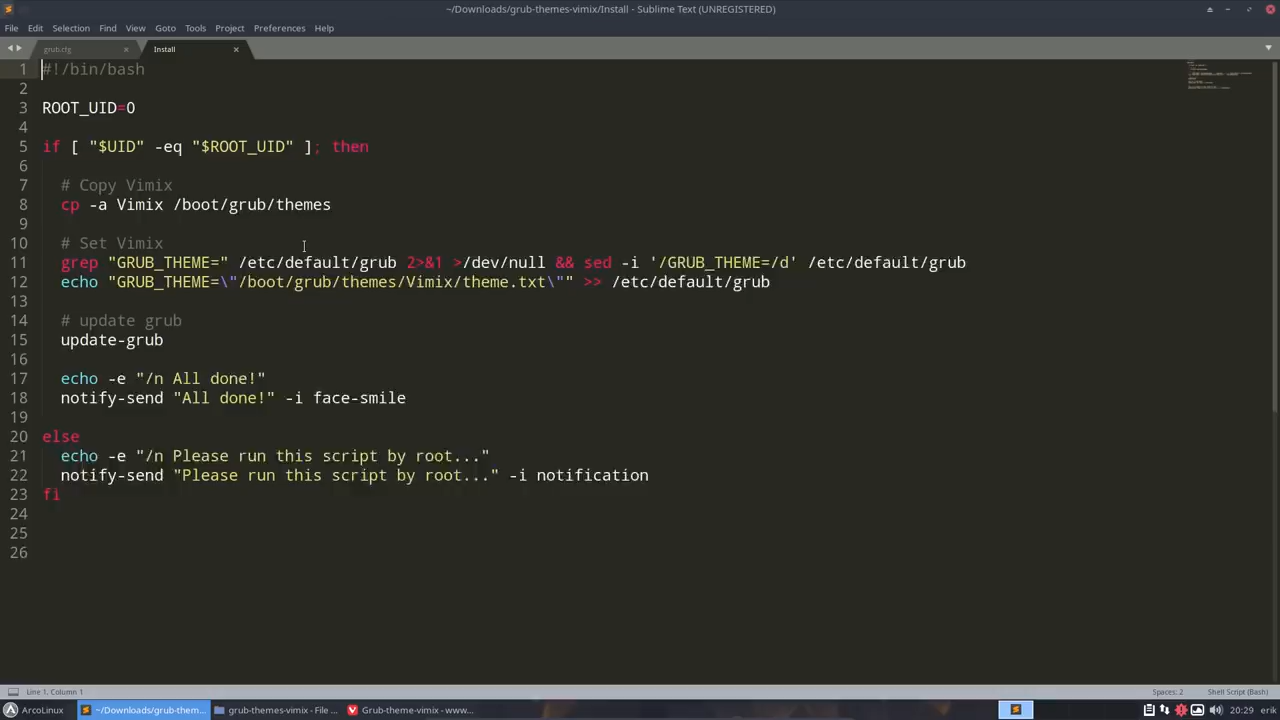 ~/Downloads/grub-themes-vimix/Install - Sublime Text (UNREGISTERED)
File Edit Selection Find View Goto Tools Project Preferences Help
grub.cfg × Install ×
1 #!/bin/bash
2
3 ROOT_UID=0
4
5 if [ "$UID" -eq "$ROOT_UID" ]; then
6
7 # Copy Vimix
8 cp -a Vimix /boot/grub/themes
9
10 # Set Vimix
11 grep "GRUB_THEME=" /etc/default/grub 2>&1 >/dev/null && sed -i '/GRUB_THEME=/d' /etc/default/grub
12 echo "GRUB_THEME=\"/boot/grub/themes/Vimix/theme.txt\"" >> /etc/default/grub
13
14 # update grub
15 update-grub
16
17 echo -e "/n All done!"
18 notify-send "All done!" -i face-smile
19
20 else
21 echo -e "/n Please run this script by root..."
22 notify-send "Please run this script by root..." -i notification
23 fi
24
25
26
Line 1, Column 1 Spaces: 2 Shell Script (Bash)
ArcoLinux ~/Downloads/grub-them... grub-themes-vimix - File ... Grub-theme-vimix - www... 20:29 erik